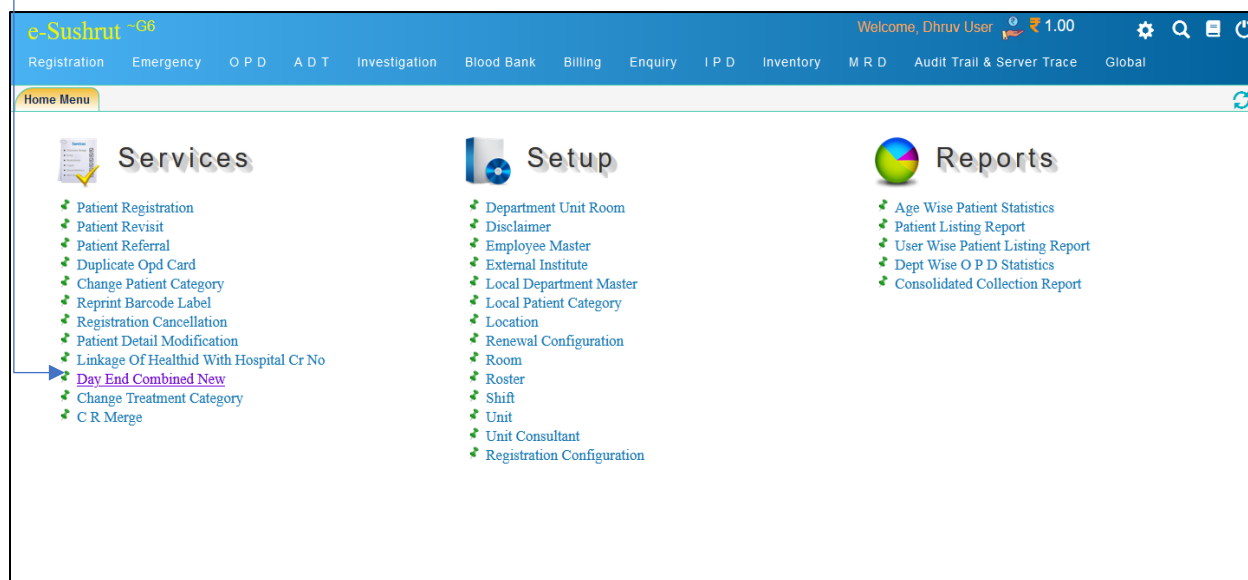 e-Sushrut ~G6
Welcome, Dhruv User ₹ 1.00
Registration Emergency O P D A D T Investigation Blood Bank Billing Enquiry I P D Inventory M R D Audit Trail & Server Trace Global
Home Menu
Services
Patient Registration
Patient Revisit
Patient Referral
Duplicate Opd Card
Change Patient Category
Reprint Barcode Label
Registration Cancellation
Patient Detail Modification
Linkage Of Healthid With Hospital Cr No
Day End Combined New
Change Treatment Category
C R Merge
Setup
Department Unit Room
Disclaimer
Employee Master
External Institute
Local Department Master
Local Patient Category
Location
Renewal Configuration
Room
Roster
Shift
Unit
Unit Consultant
Registration Configuration
Reports
Age Wise Patient Statistics
Patient Listing Report
User Wise Patient Listing Report
Dept Wise O P D Statistics
Consolidated Collection Report